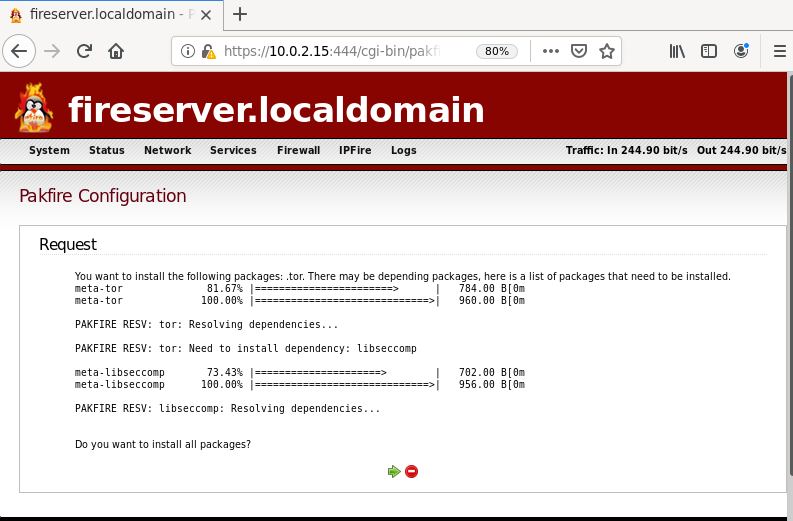 fireserver.localdomain - P
https://10.0.2.15:444/cgi-bin/pakf
80%
fireserver.localdomain
System Status Network Services Firewall IPFire Logs Traffic: In 244.90 bit/s Out 244.90 bit/s
Pakfire Configuration
Request
You want to install the following packages: .tor. There may be depending packages, here is a list of packages that need to be installed.
meta-tor 81.67% |=======================> | 784.00 B[0m
meta-tor 100.00% |=============================>| 960.00 B[0m
PAKFIRE RESV: tor: Resolving dependencies...
PAKFIRE RESV: tor: Need to install dependency: libseccomp
meta-libseccomp 73.43% |=====================> | 702.00 B[0m
meta-libseccomp 100.00% |=============================>| 956.00 B[0m
PAKFIRE RESV: libseccomp: Resolving dependencies...
Do you want to install all packages?